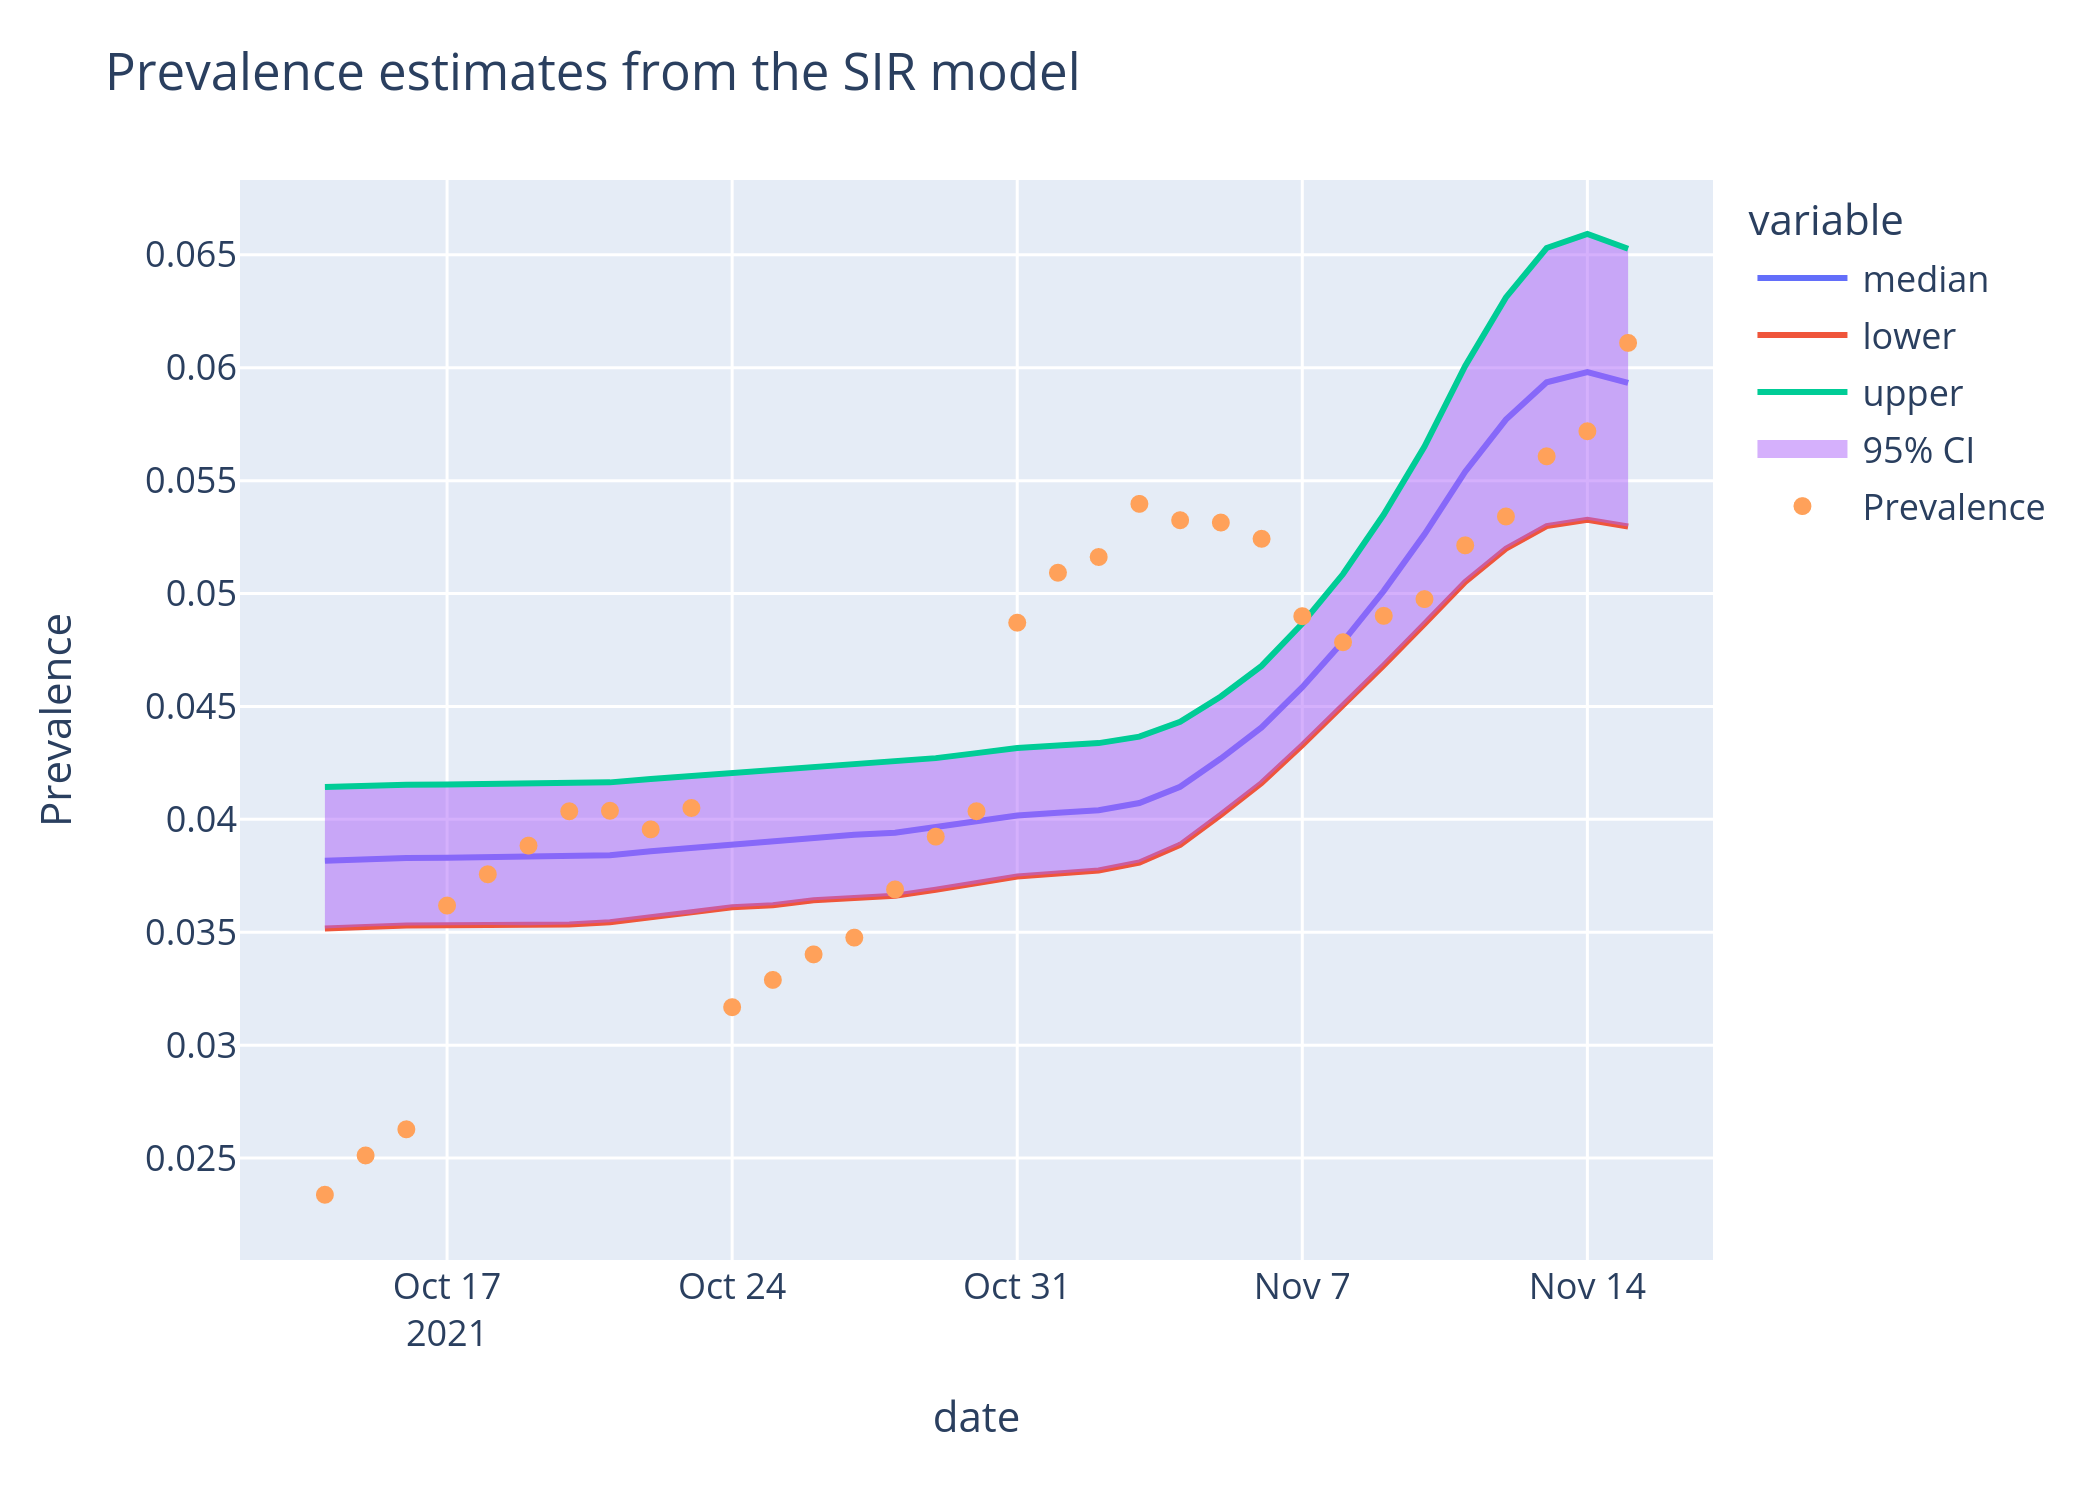 Prevalence estimates from the SIR model
variable
median
lower
upper
95% CI
Prevalence
Prevalence
0.065
0.06
0.055
0.05
0.045
0.04
0.035
0.03
0.025
Oct 17
2021
Oct 24
Oct 31
Nov 7
Nov 14
date